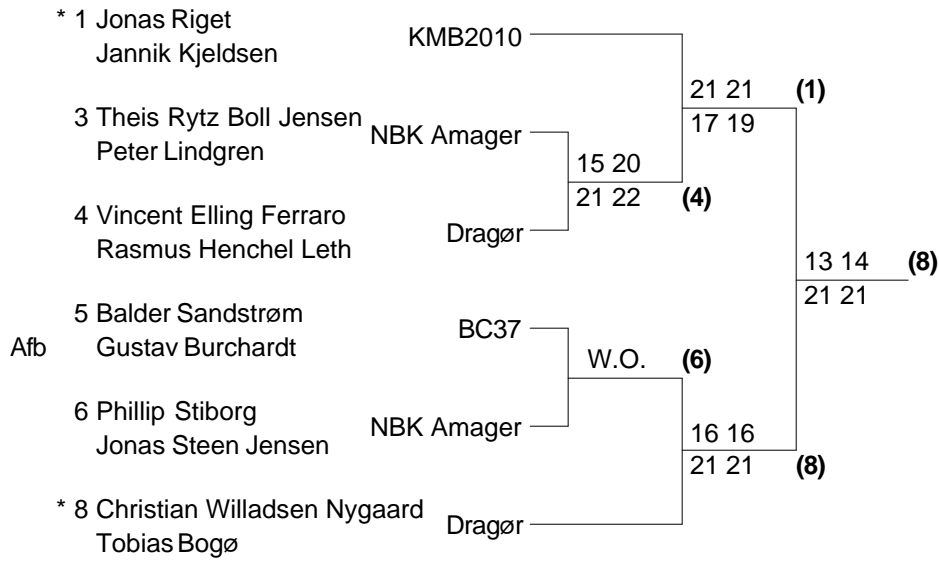 * 1 Jonas Riget
Jannik Kjeldsen
KMB2010
21 21 (1)
17 19
3 Theis Rytz Boll Jensen
Peter Lindgren
NBK Amager
15 20
21 22 (4)
4 Vincent Elling Ferraro
Rasmus Henchel Leth
Dragør
13 14 (8)
21 21
5 Balder Sandstrøm
Afb Gustav Burchardt
BC37
W.O. (6)
6 Phillip Stiborg
Jonas Steen Jensen
NBK Amager
16 16
21 21 (8)
* 8 Christian Willadsen Nygaard
Tobias Bogø
Dragør